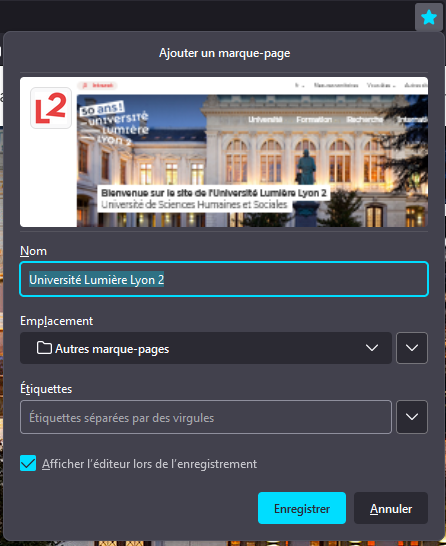 Ajouter un marque-page
L2
Intranet
50 ans !
université
lumière
lyon 2
Université Formation Recherche
Bienvenue sur le site de l'Université Lumière Lyon 2
Université de Sciences Humaines et Sociales
Nom
Université Lumière Lyon 2
Emplacement
Autres marque-pages
Étiquettes
Étiquettes séparées par des virgules
Afficher l'éditeur lors de l'enregistrement
Enregistrer Annuler